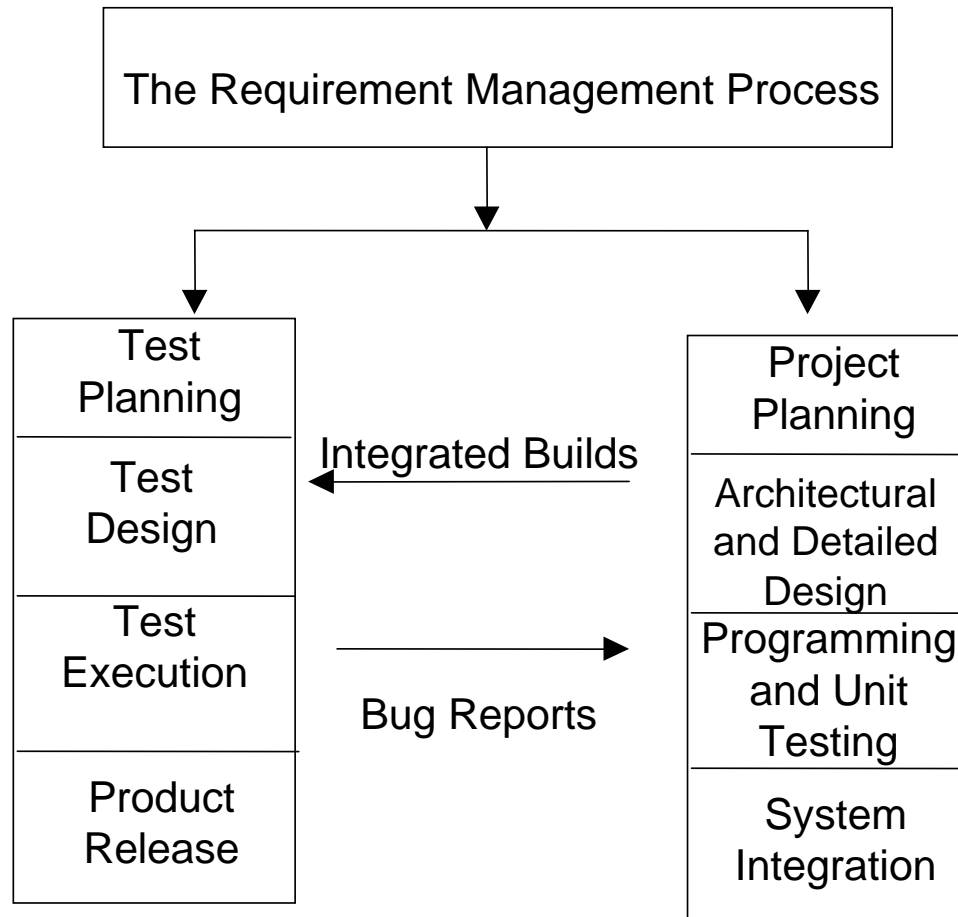 The Requirement Management Process
Test
Planning
Test
Design
Test
Execution
Product
Release
Integrated Builds
Bug Reports
Project
Planning
Architectural
and Detailed
Design
Programming
and Unit
Testing
System
Integration